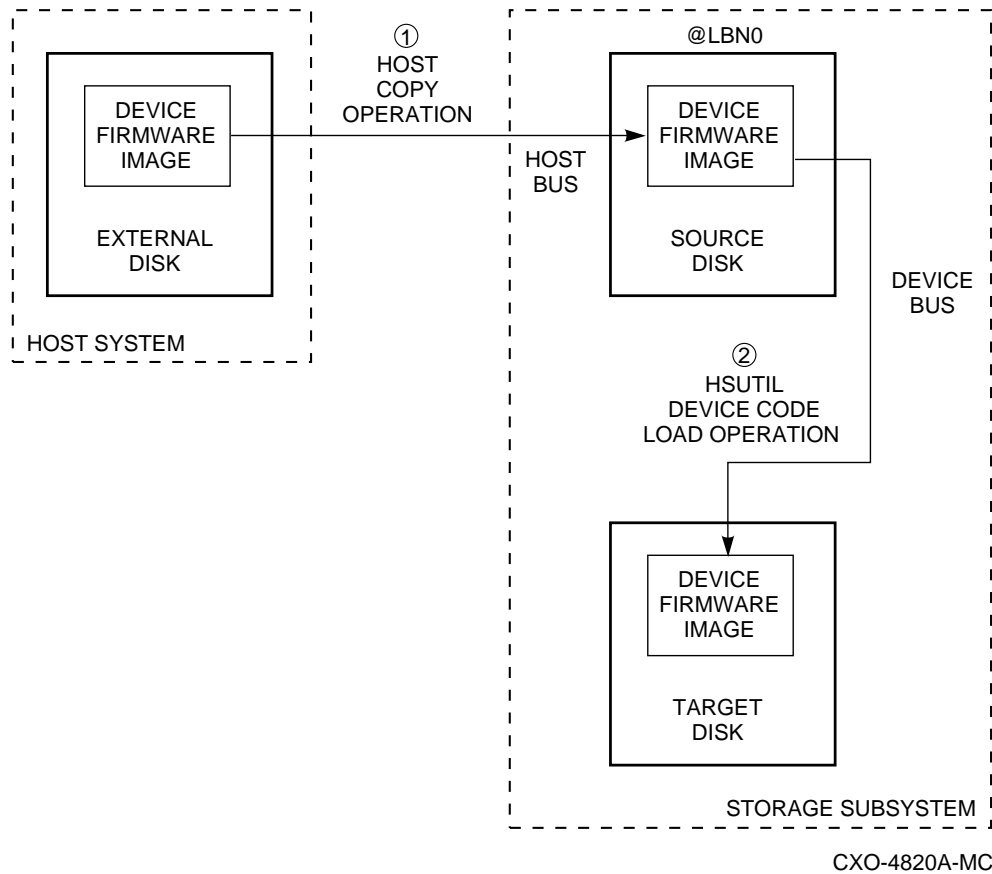 @LBN0
①
HOST
COPY
OPERATION
DEVICE
FIRMWARE
IMAGE
EXTERNAL
DISK
HOST SYSTEM
HOST
BUS
DEVICE
FIRMWARE
IMAGE
SOURCE
DISK
DEVICE
BUS
②
HSUTIL
DEVICE CODE
LOAD OPERATION
DEVICE
FIRMWARE
IMAGE
TARGET
DISK
STORAGE SUBSYSTEM
CXO-4820A-MC